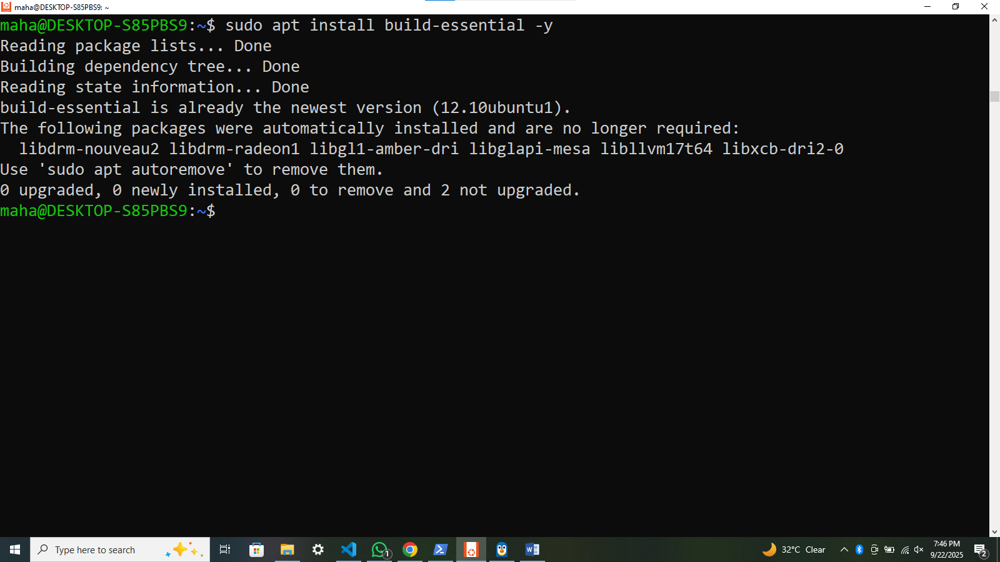 maha@DESKTOP-S85PBS9: ~
maha@DESKTOP-S85PBS9:~$ sudo apt install build-essential -y
Reading package lists... Done
Building dependency tree... Done
Reading state information... Done
build-essential is already the newest version (12.10ubuntu1).
The following packages were automatically installed and are no longer required:
  libdrm-nouveau2 libdrm-radeon1 libgl1-amber-dri libglapi-mesa libllvm17t64 libxcb-dri2-0
Use 'sudo apt autoremove' to remove them.
0 upgraded, 0 newly installed, 0 to remove and 2 not upgraded.
maha@DESKTOP-S85PBS9:~$
Type here to search
1
W
32°C Clear
7:46 PM
9/22/2025
2